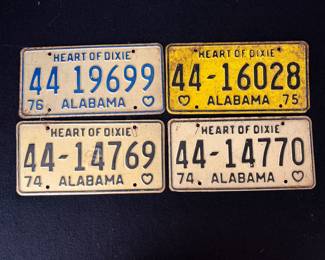 HEART OF DIXIE
44 19699
76 ALABAMA
HEART OF DIXIE
44-16028
ALABAMA 75
HEART OF DIXIE
44-14769
74 ALABAMA
HEART OF DIXIE
44-14770
74 ALABAMA